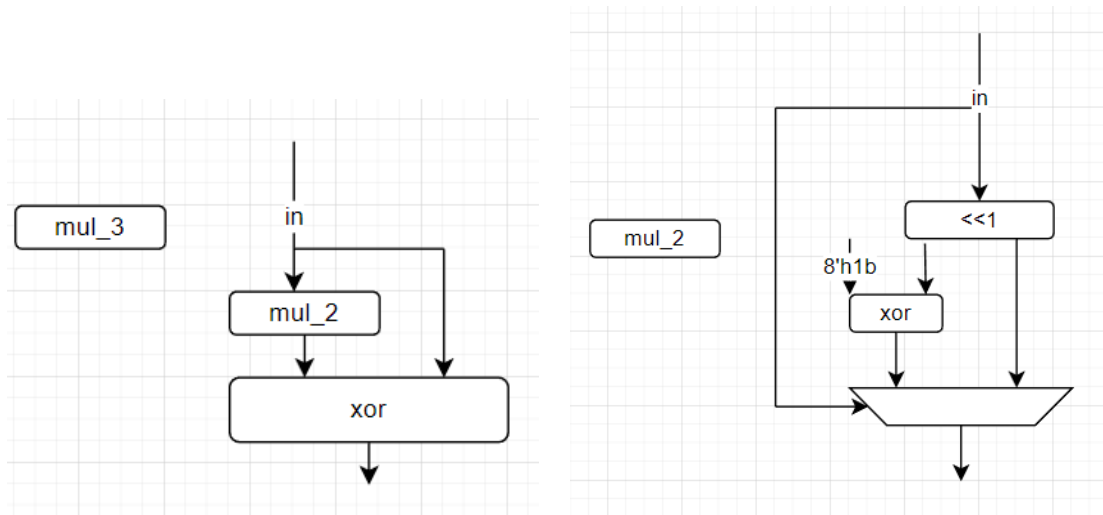 mul_3
in
mul_2
xor
in
<<1
mul_2
8'h1b
xor